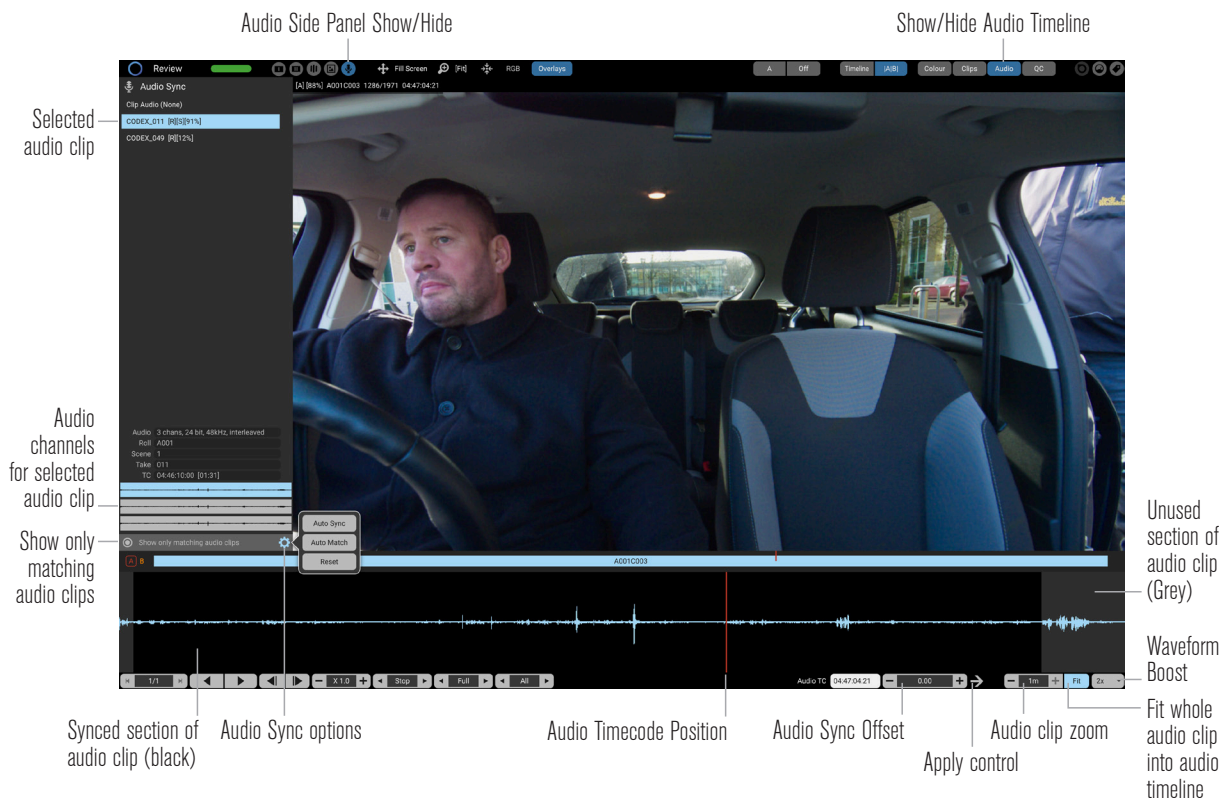 Audio Side Panel Show/Hide
Show/Hide Audio Timeline
Review
Fill Screen
[Fit]
RGB
Overlays
A
Off
Timeline
|A|B|
Colour
Clips
Audio
QC
Audio Sync
[A] [88%] A001C003 1286/1971 04:47:04:21
Clip Audio (None)
Selected
audio clip
CODEX_011 [R][S][91%]
CODEX_049 [R][12%]
Audio
channels
for selected
audio clip
Audio 3 chans, 24 bit, 48kHz, interleaved
Roll A001
Scene 1
Take 011
TC 04:46:10:00 [01:31]
Show only
matching
audio clips
Show only matching audio clips
Auto Sync
Auto Match
Reset
Unused
section of
audio clip
(Grey)
A B
A001C003
Waveform
Boost
1/1
X 1.0
Stop
Full
All
Audio TC 04:47:04:21
0.00
1m
Fit
2x
Synced section of
audio clip (black)
Audio Sync options
Audio Timecode Position
Audio Sync Offset
Apply control
Audio clip zoom
Fit whole
audio clip
into audio
timeline